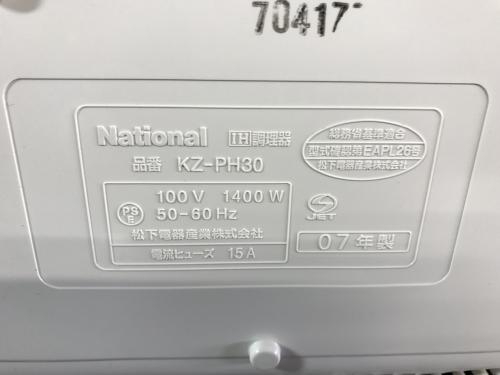 70417
National IH調理器
品番 KZ-PH30
100V 1400W
50-60Hz
松下電器産業株式会社
電流ヒューズ 15A
PS
E
総務省基準適合
型式確認第EAPL26号
松下電器産業株式会社
S
JET
07年製